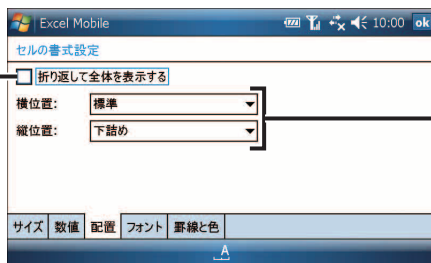 Excel Mobile 10:00 ok
セルの書式設定
折り返して全体を表示する
横位置: 標準
縦位置: 下詰め
サイズ 数値 配置 フォント 罫線と色
A